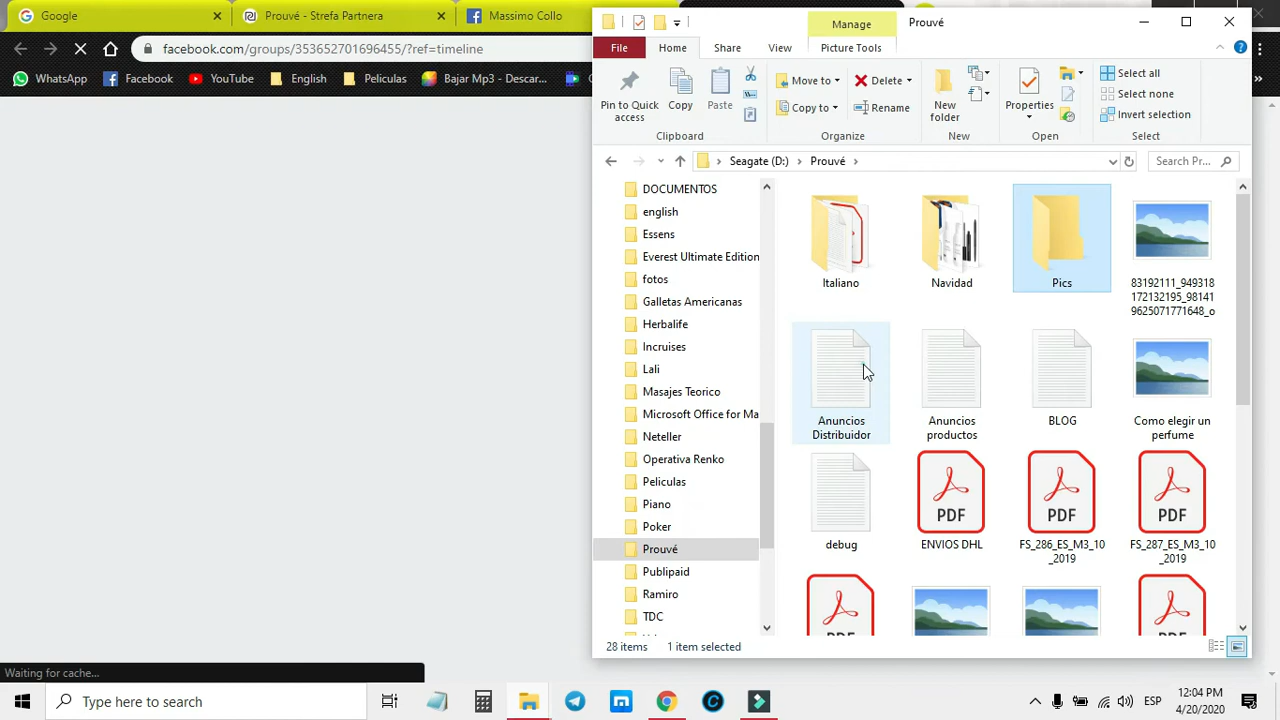 Google
Prouvé - Strefa Partnera
Massimo Collo
facebook.com/groups/353652701696455/?ref=timeline
WhatsApp
Facebook
YouTube
English
Peliculas
Bajar Mp3 - Descar...
Manage
Prouvé
File
Home
Share
View
Picture Tools
Pin to Quick
access
Copy
Paste
Move to
Copy to
Delete
Rename
New
folder
Properties
Select all
Select none
Invert selection
Clipboard
Organize
New
Open
Select
Seagate (D:)
Prouvé
Search Pr...
DOCUMENTOS
english
Essens
Everest Ultimate Edition
fotos
Galletas Americanas
Herbalife
Incruises
Lali
Masajes Teorico
Microsoft Office for Ma
Neteller
Operativa Renko
Peliculas
Piano
Poker
Prouvé
Publipaid
Ramiro
TDC
Italiano
Navidad
Pics
83192111_949318
172132195_98141
9625071771648_o
Anuncios
Distribuidor
Anuncios
productos
BLOG
Como elegir un
perfume
debug
PDF
ENVIOS DHL
PDF
FS_286_ES_M3_10
_2019
PDF
FS_287_ES_M3_10
_2019
28 items
1 item selected
Waiting for cache...
Type here to search
ESP
12:04 PM
4/20/2020